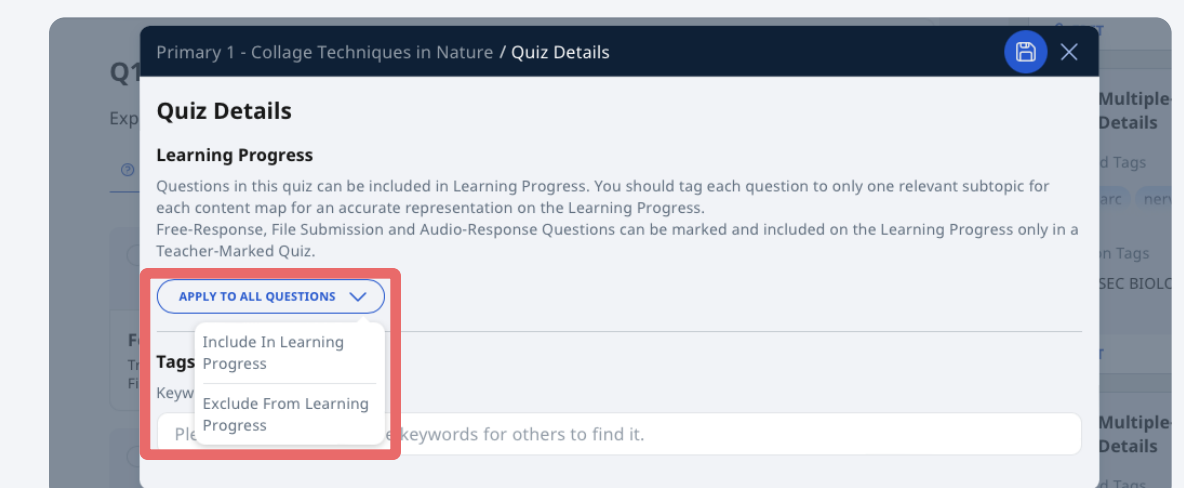 Primary 1 - Collage Techniques in Nature / Quiz Details
Q1
Exp
Quiz Details
Learning Progress
Questions in this quiz can be included in Learning Progress. You should tag each question to only one relevant subtopic for
each content map for an accurate representation on the Learning Progress.
Free-Response, File Submission and Audio-Response Questions can be marked and included on the Learning Progress only in a
Teacher-Marked Quiz.
APPLY TO ALL QUESTIONS
Include In Learning
Progress
Exclude From Learning
Progress
Tags
Keyw
Ple
keywords for others to find it.
Tr
Fi
Multiple-
Details
d Tags
arc nerv
n Tags
SEC BIOLO
Multiple-
Details
d Tags